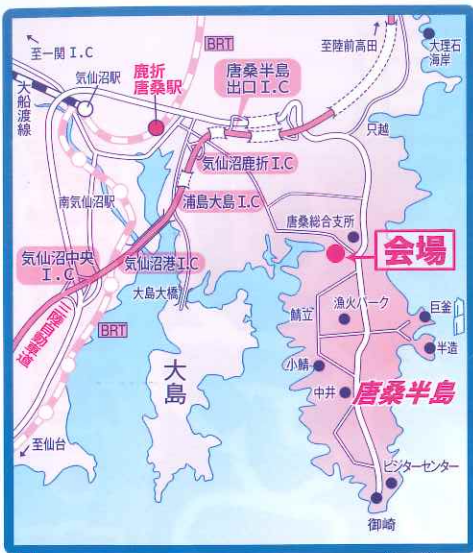 至一関 I.C
BRT
至陸前高田
大理石
海岸
気仙沼駅
鹿折
唐桑駅
唐桑半島
出口 I.C
大船渡線
只越
気仙沼鹿折 I.C
南気仙沼駅
浦島大島 I.C
唐桑総合支所
会場
気仙沼中央
I.C
気仙沼港 I.C
大島大橋
三陸自動車道
BRT
鮪立
漁火パーク
巨釜
半造
大島
小鯖
中井
唐桑半島
至仙台
ビジターセンター
御崎